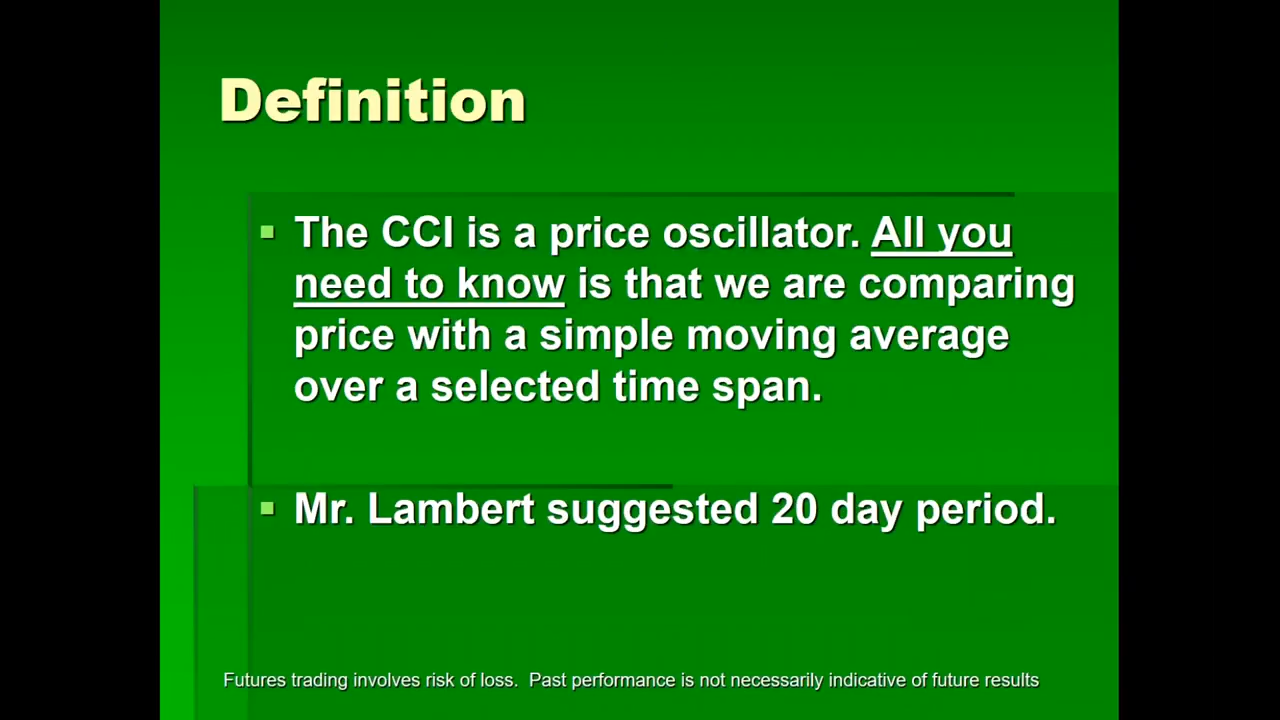 Definition
The CCI is a price oscillator. All you
need to know is that we are comparing
price with a simple moving average
over a selected time span.
Mr. Lambert suggested 20 day period.
Futures trading involves risk of loss.  Past performance is not necessarily indicative of future results